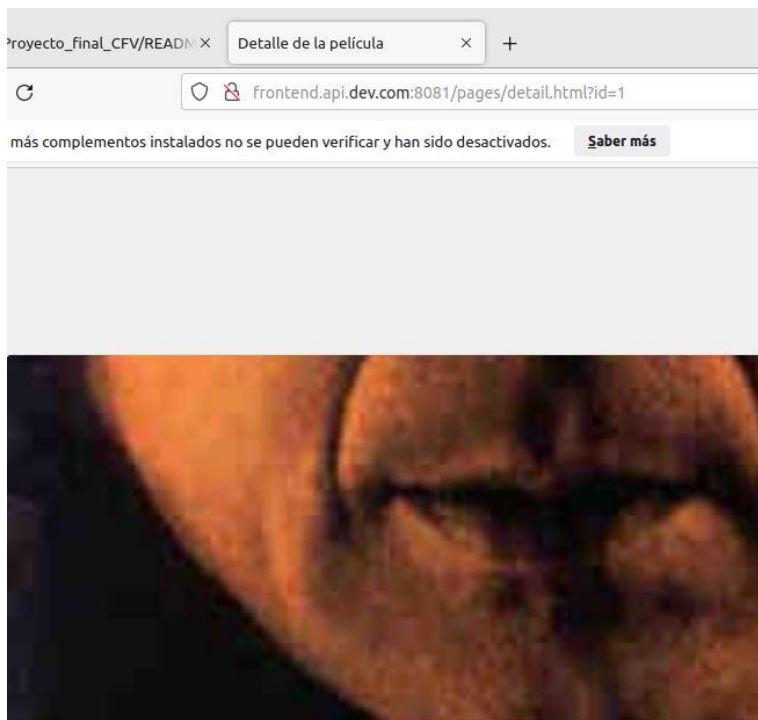 Proyecto_final_CFV/READM
Detalle de la película
frontend.api.dev.com:8081/pages/detail.html?id=1
más complementos instalados no se pueden verificar y han sido desactivados. Saber más